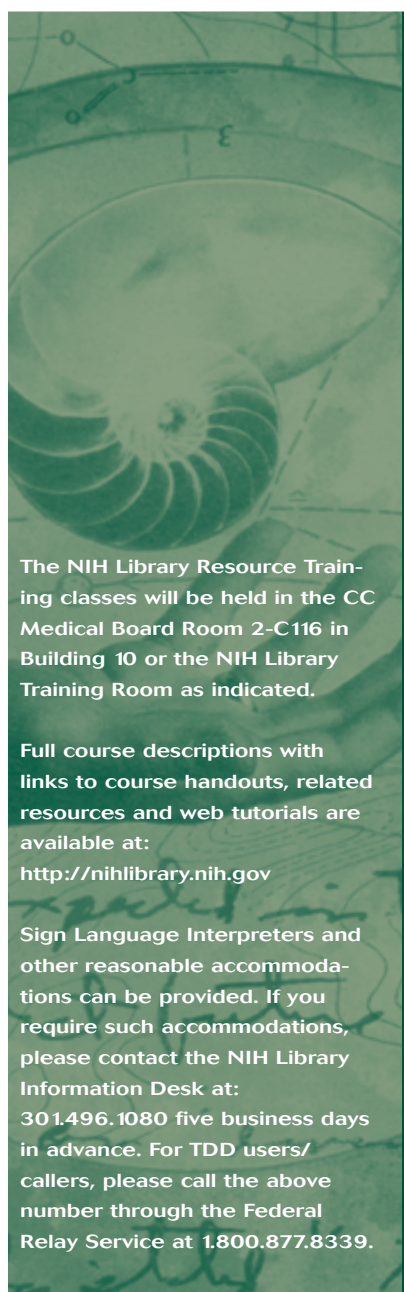 7
3
The NIH Library Resource Train-
ing classes will be held in the CC
Medical Board Room 2-C116 in
Building 10 or the NIH Library
Training Room as indicated.
Full course descriptions with
links to course handouts, related
resources and web tutorials are
available at:
http://nihlibrary.nih.gov
Sign Language Interpreters and
other reasonable accommoda-
tions can be provided. If you
require such accommodations,
please contact the NIH Library
Information Desk at:
301.496.1080 five business days
in advance. For TDD users/
callers, please call the above
number through the Federal
Relay Service at 1.800.877.8339.